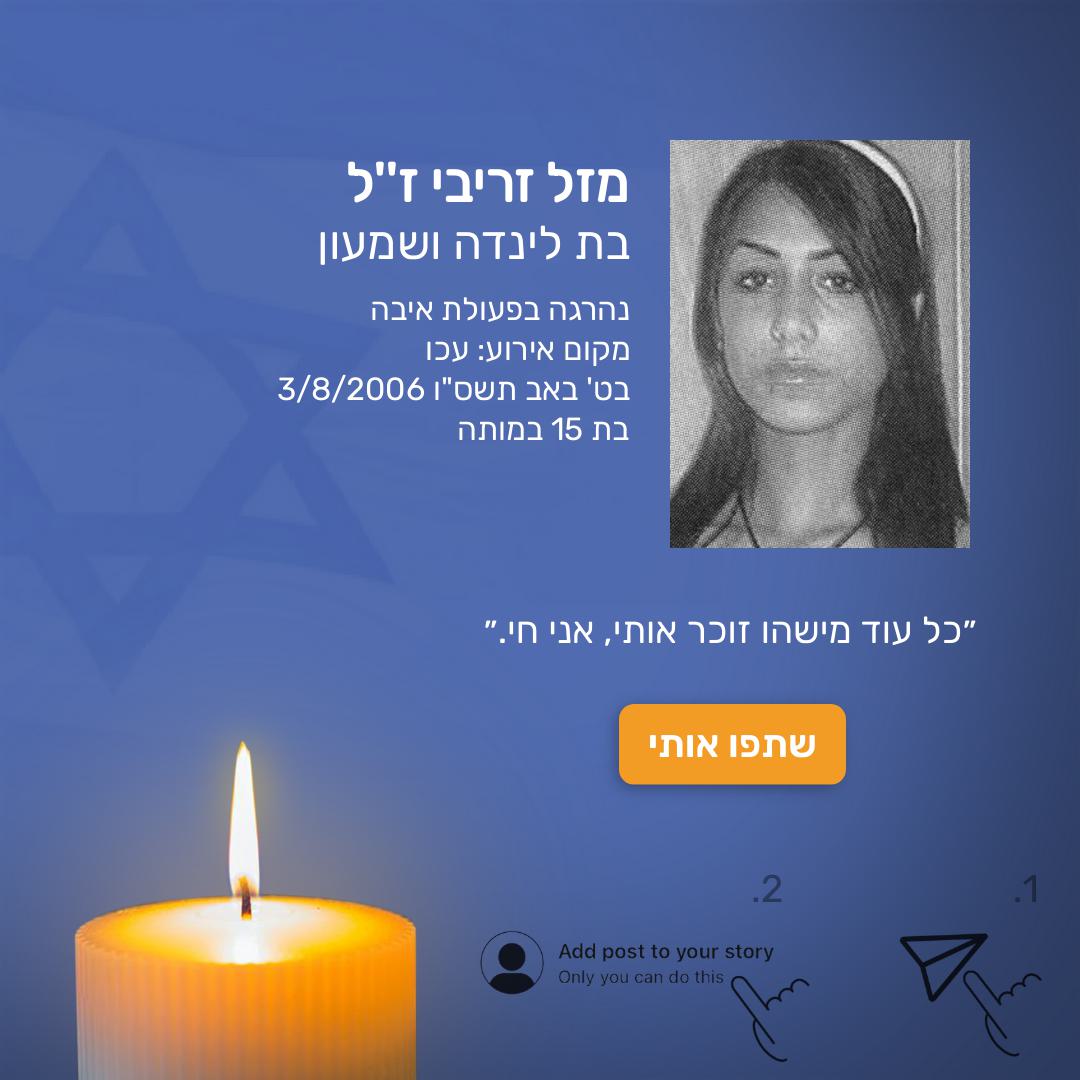 מזל זריבי ז"ל
בת לינדה ושמעון
נהרגה בפעולת איבה
מקום אירוע: עכו
בט' באב תשס"ו 3/8/2006
בת 15 במותה
״כל עוד מישהו זוכר אותי, אני חי.״
שתפו אותי
1.
2.
Add post to your story
Only you can do this